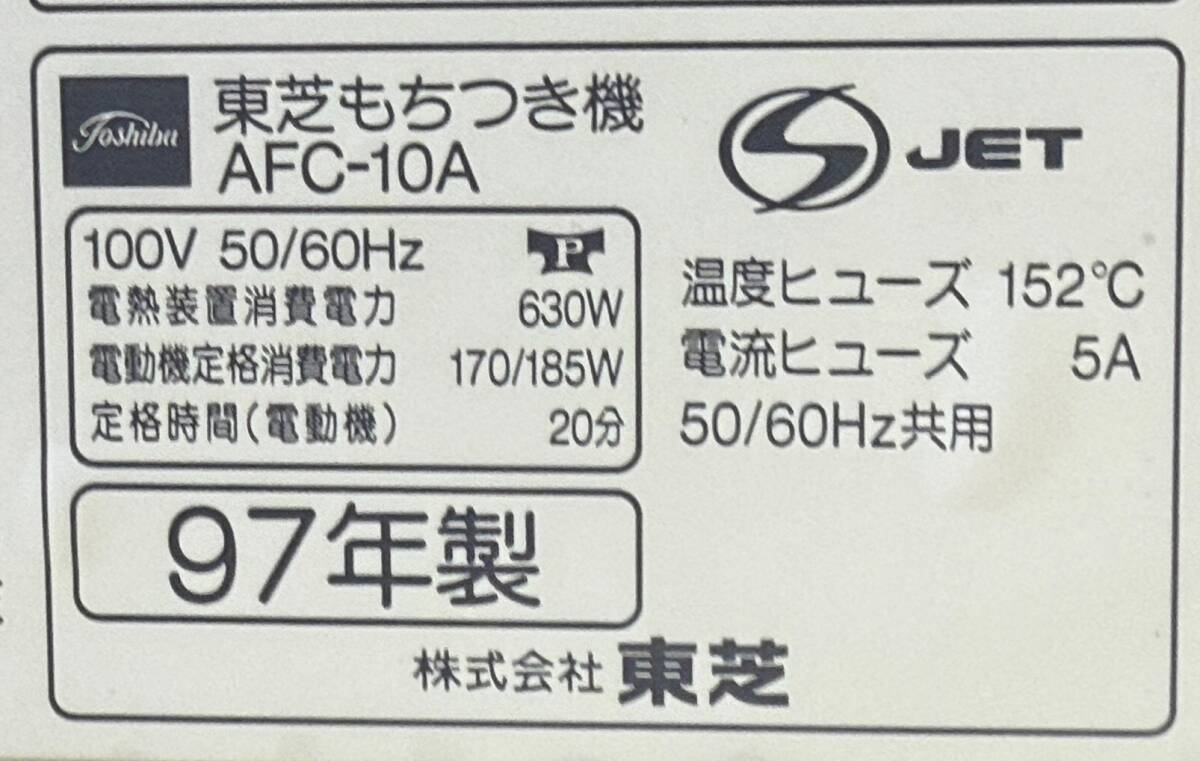 Toshiba
東芝もちつき機
AFC-10A
100V 50/60Hz
P
電熱装置消費電力 630W
電動機定格消費電力 170/185W
定格時間(電動機) 20分
97年製
S JET
温度ヒューズ 152℃
電流ヒューズ 5A
50/60Hz共用
株式会社 東芝